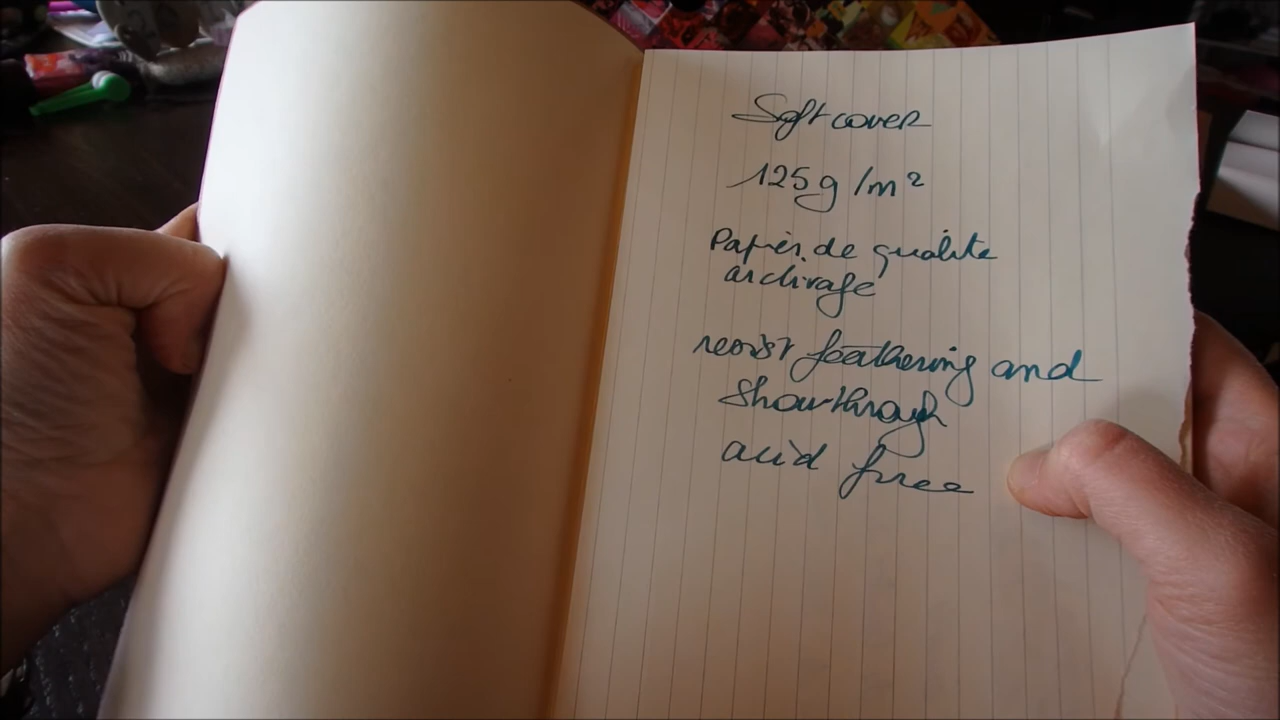 Soft cover
125g/m²
Papier de qualité
archivage
resist feathering and
Showthrough
acid free